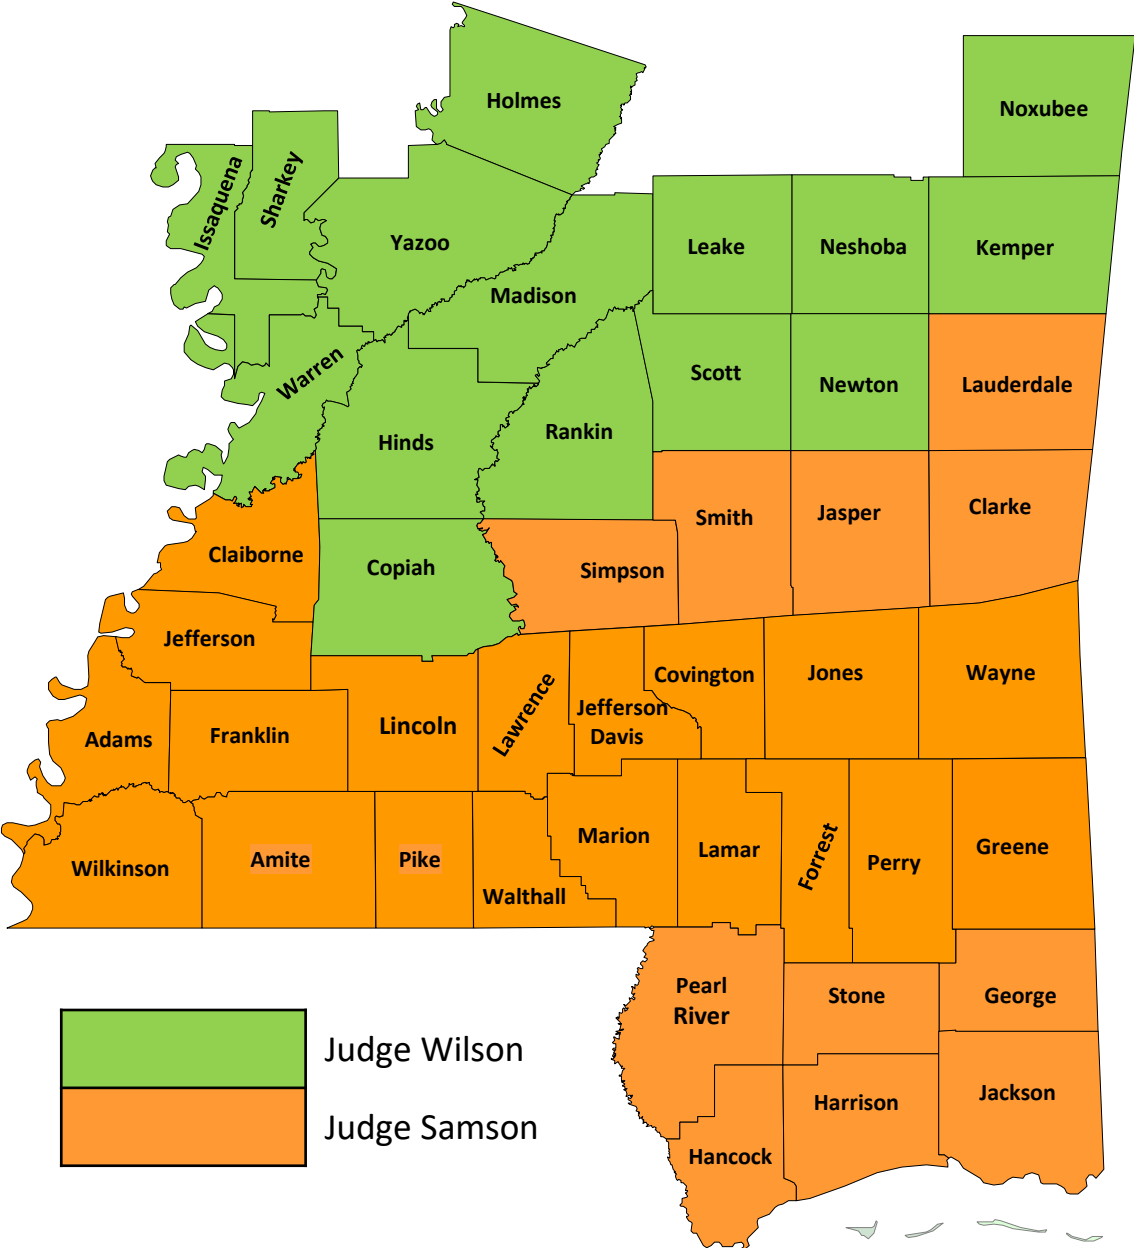 Holmes
Noxubee
Issaquena
Sharkey
Yazoo
Leake
Neshoba
Kemper
Madison
Warren
Scott
Newton
Lauderdale
Hinds
Rankin
Smith
Jasper
Clarke
Claiborne
Copiah
Simpson
Jefferson
Covington
Jones
Wayne
Adams
Franklin
Lincoln
Lawrence
Jefferson
Davis
Wilkinson
Amite
Pike
Walthall
Marion
Lamar
Forrest
Perry
Greene
Pearl
River
Stone
George
Judge Wilson
Harrison
Jackson
Judge Samson
Hancock